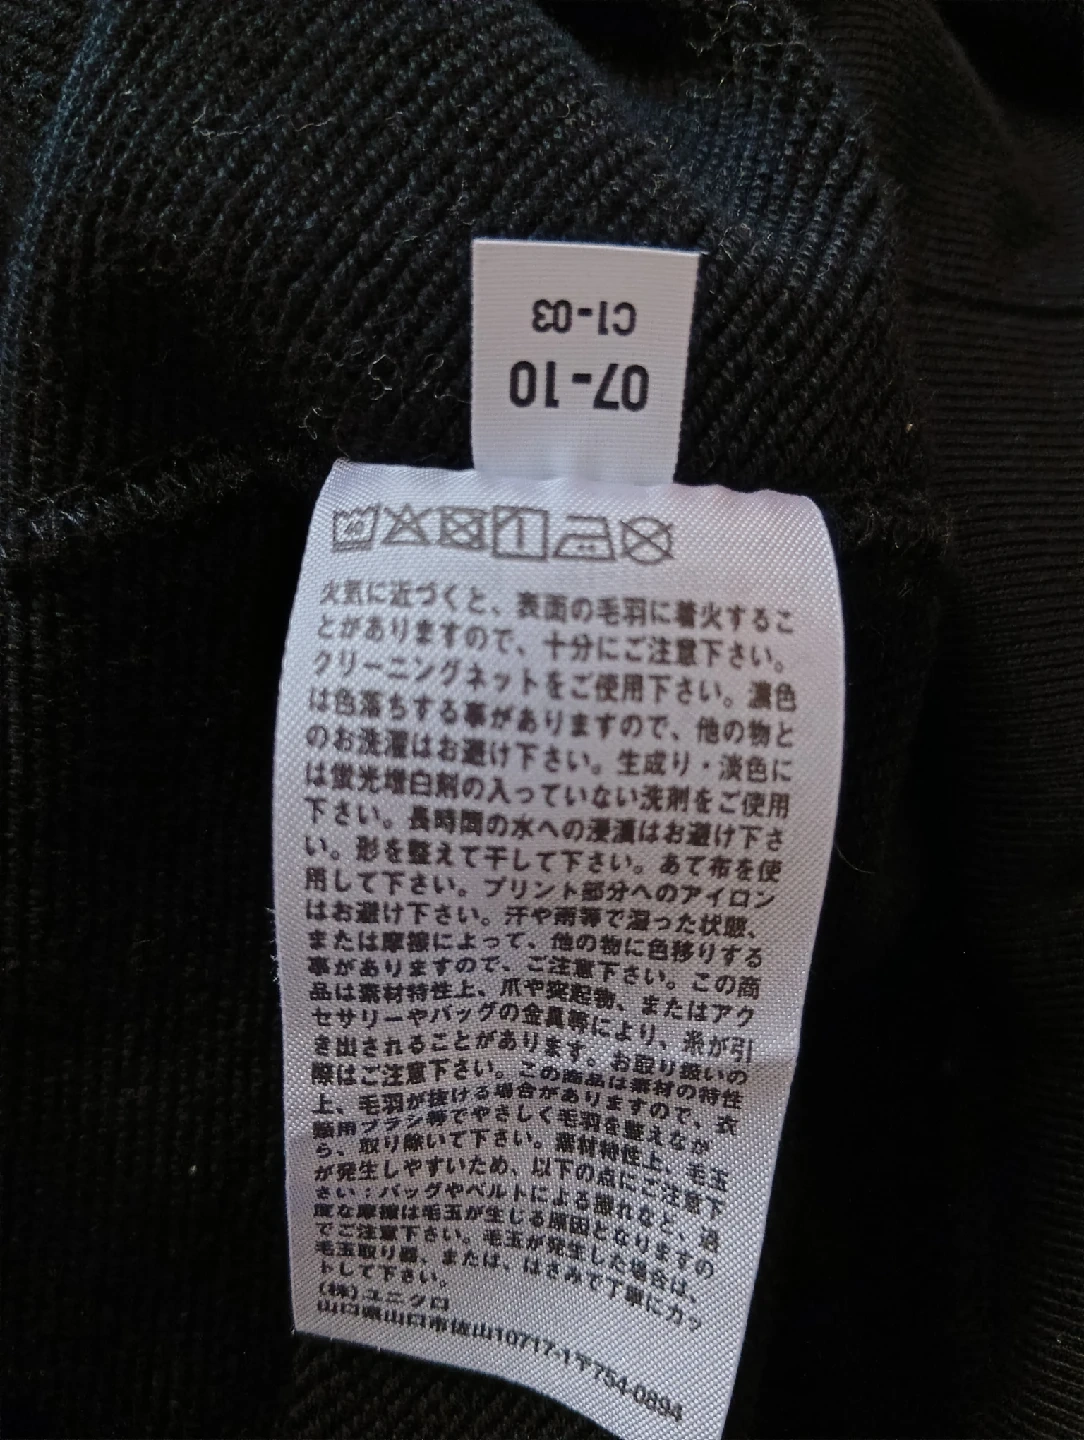 C1-03
07-10
40
火気に近づくと、表面の毛羽に着火するこ
とがありますので、十分にご注意下さい。
クリーニングネットをご使用下さい。濃色
は色落ちする事がありますので、他の物と
のお洗濯はお避け下さい。生成り・淡色に
は蛍光増白剤の入っていない洗剤をご使用
下さい。長時間の水への浸漬はお避け下さ
い。形を整えて干して下さい。あて布を使
用して下さい。プリント部分へのアイロン
はお避け下さい。汗や雨等で湿った状態、
または摩擦によって、他の物に色移りする
事がありますので、ご注意下さい。この商
品は素材特性上、爪や突起物、またはアク
セサリーやバッグの金具等により、糸が引
き出されることがあります。お取り扱いの
際はご注意下さい。この商品は素材の特性
上、毛羽が抜ける場合がありますので、衣
類用ブラシ等でやさしく毛羽を整えなが
ら、取り除いて下さい。素材特性上、毛玉
が発生しやすいため、以下の点にご注意下
さい：バッグやベルトによる擦れなど、過
度な摩擦は毛玉が生じる原因となりますの
でご注意下さい。毛玉が発生した場合は、
毛玉取り器、または、はさみで丁寧にカッ
トして下さい。
(株)ユニクロ
山口県山口市佐山10717-1〒754-0894